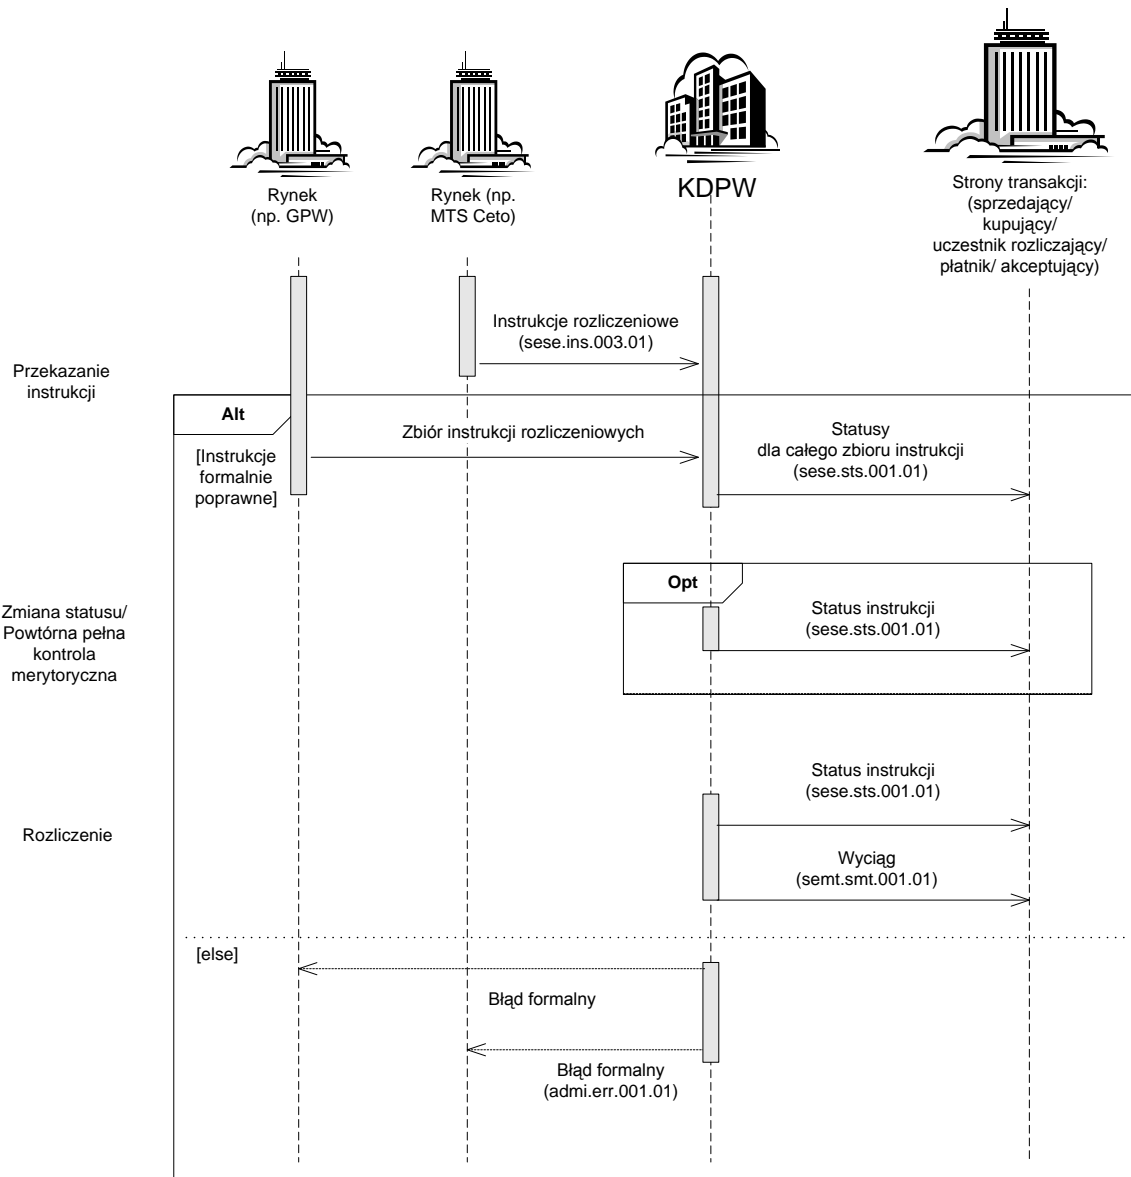 Rynek
(np. GPW)
Rynek (np.
MTS Ceto)
KDPW
Strony transakcji:
(sprzedający/
kupujący/
uczestnik rozliczający/
płatnik/ akceptujący)
Instrukcje rozliczeniowe
(sese.ins.003.01)
Przekazanie
instrukcji
Alt
Zbiór instrukcji rozliczeniowych
[Instrukcje
formalnie
poprawne]
Statusy
dla całego zbioru instrukcji
(sese.sts.001.01)
Opt
Zmiana statusu/
Powtórna pełna
kontrola
merytoryczna
Status instrukcji
(sese.sts.001.01)
Status instrukcji
(sese.sts.001.01)
Rozliczenie
Wyciąg
(semt.smt.001.01)
[else]
Błąd formalny
Błąd formalny
(admi.err.001.01)